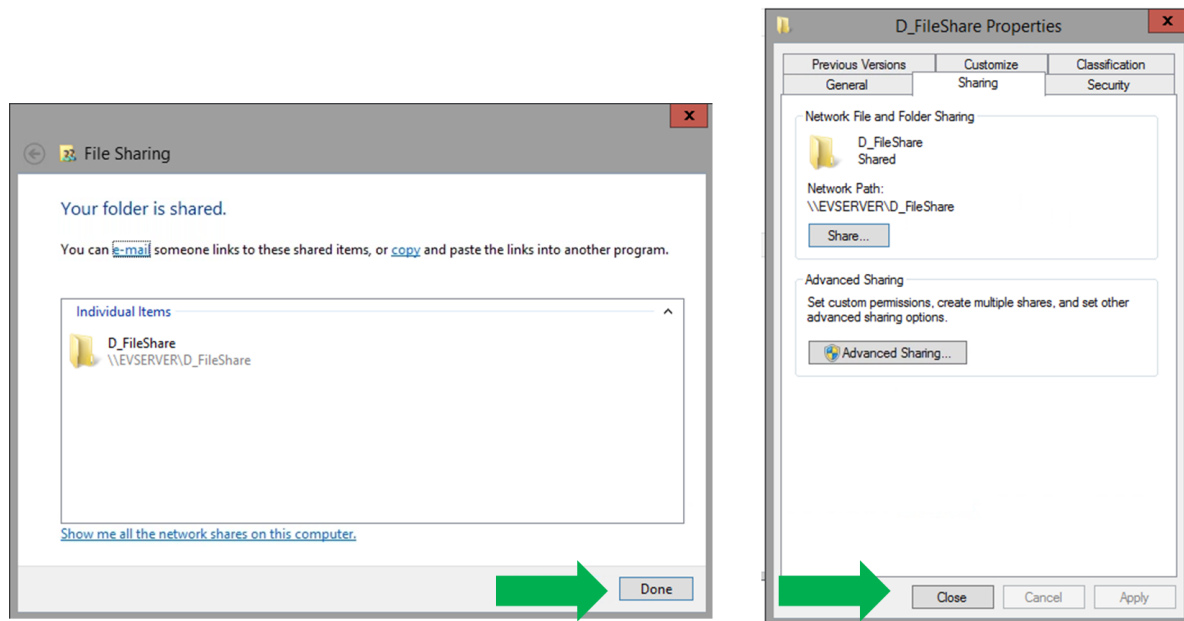 File Sharing
Your folder is shared.
You can e-mail someone links to these shared items, or copy and paste the links into another program.
Individual Items
D_FileShare
\\EVSERVER\D_FileShare
Show me all the network shares on this computer.
Done
D_FileShare Properties
x
x
Previous Versions
Customize
Classification
General
Sharing
Security
Network File and Folder Sharing
D_FileShare
Shared
Network Path:
\\EVSERVER\D_FileShare
Share...
Advanced Sharing
Set custom permissions, create multiple shares, and set other
advanced sharing options.
Advanced Sharing...
Close
Cancel
Apply